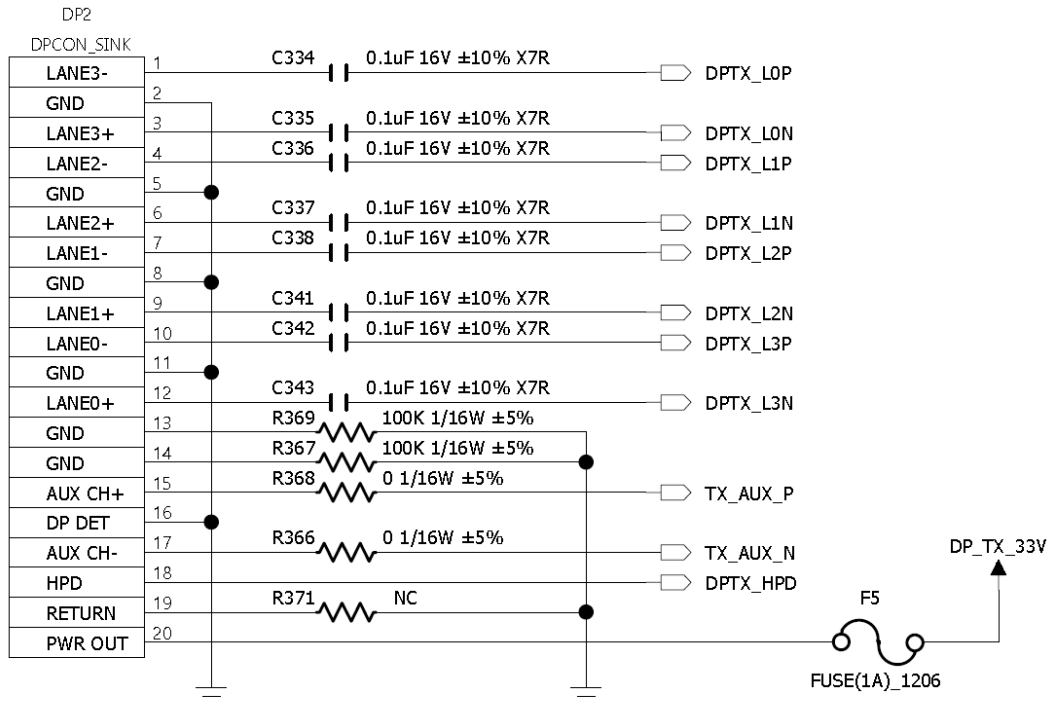 DP2
DPCON_SINK
LANE3- 1 C334 0.1uF 16V ±10% X7R DPTX_L0P
GND 2
LANE3+ 3 C335 0.1uF 16V ±10% X7R DPTX_L0N
LANE2- 4 C336 0.1uF 16V ±10% X7R DPTX_L1P
GND 5
LANE2+ 6 C337 0.1uF 16V ±10% X7R DPTX_L1N
LANE1- 7 C338 0.1uF 16V ±10% X7R DPTX_L2P
GND 8
LANE1+ 9 C341 0.1uF 16V ±10% X7R DPTX_L2N
LANE0- 10 C342 0.1uF 16V ±10% X7R DPTX_L3P
GND 11
LANE0+ 12 C343 0.1uF 16V ±10% X7R DPTX_L3N
GND 13 R369 100K 1/16W ±5%
GND 14 R367 100K 1/16W ±5%
AUX CH+ 15 R368 0 1/16W ±5% TX_AUX_P
DP DET 16
AUX CH- 17 R366 0 1/16W ±5% TX_AUX_N
DP_TX_33V
HPD 18 DPTX_HPD
RETURN 19 R371 NC
F5
PWR OUT 20
FUSE(1A)_1206